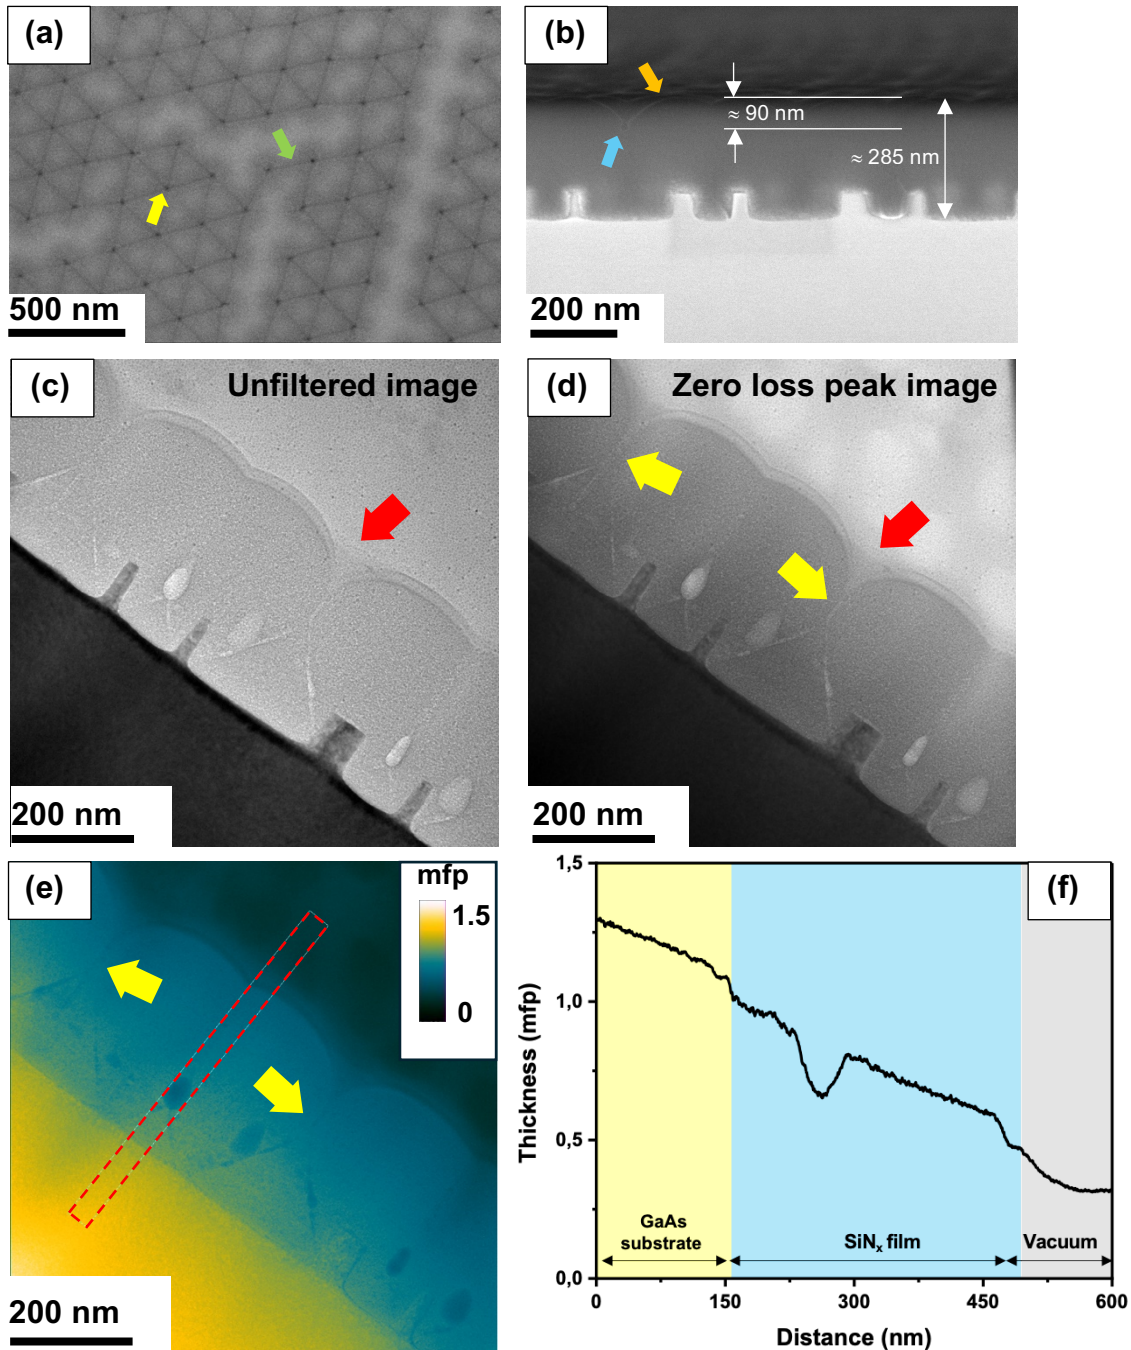 (a)
500 nm
(b)
≈ 90 nm
≈ 285 nm
200 nm
(c)
Unfiltered image
200 nm
(d)
Zero loss peak image
200 nm
(e)
mfp
1.5
0
200 nm
(f)
1,5
1,0
0,5
0,0
Thickness (mfp)
GaAs
substrate
SiNₓ film
Vacuum
0
150
300
450
600
Distance (nm)